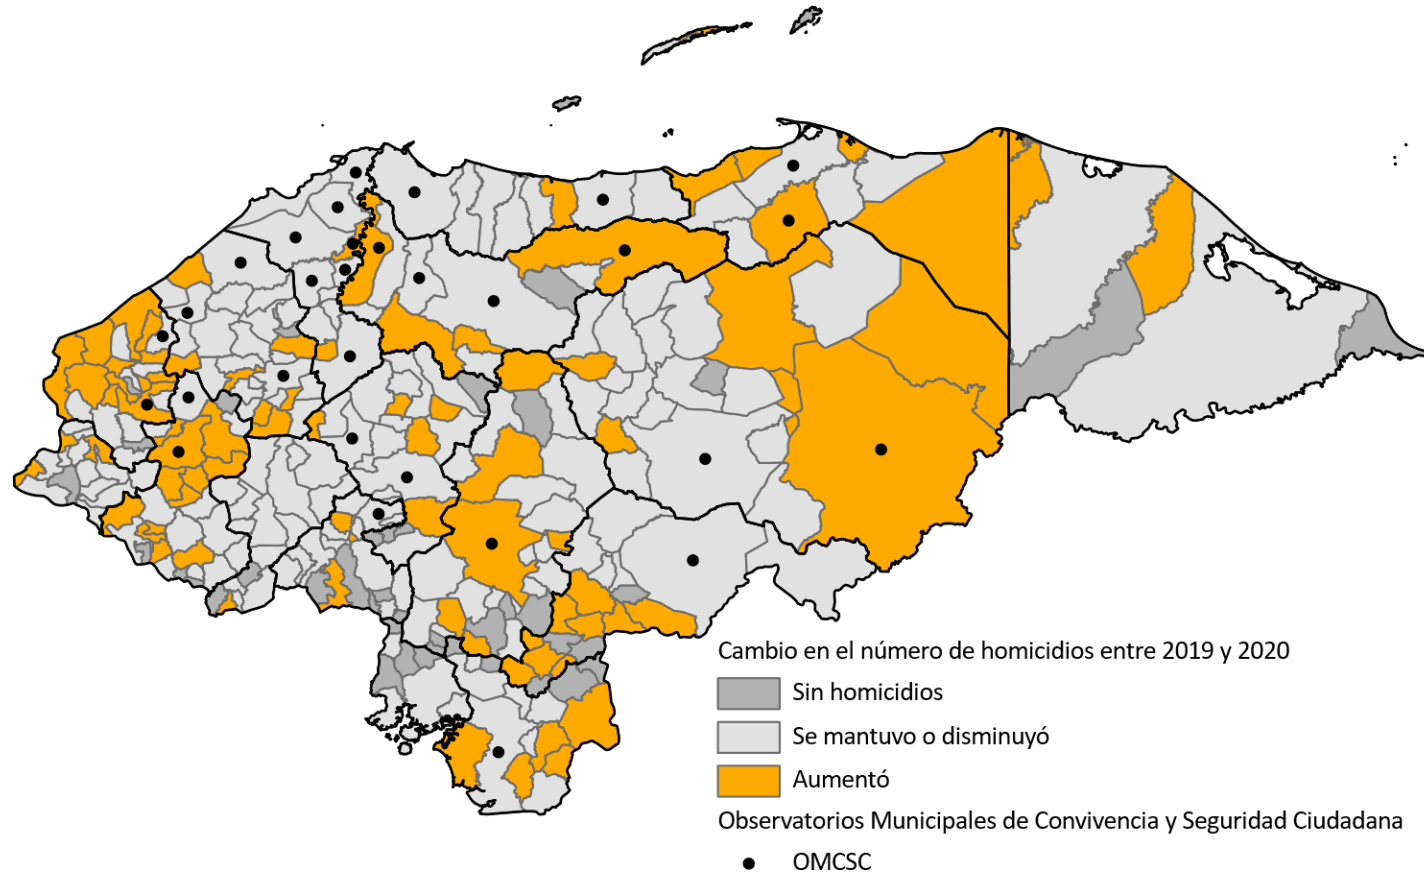 Cambio en el número de homicidios entre 2019 y 2020
Sin homicidios
Se mantuvo o disminuyó
Aumentó
Observatorios Municipales de Convivencia y Seguridad Ciudadana
OMCSC